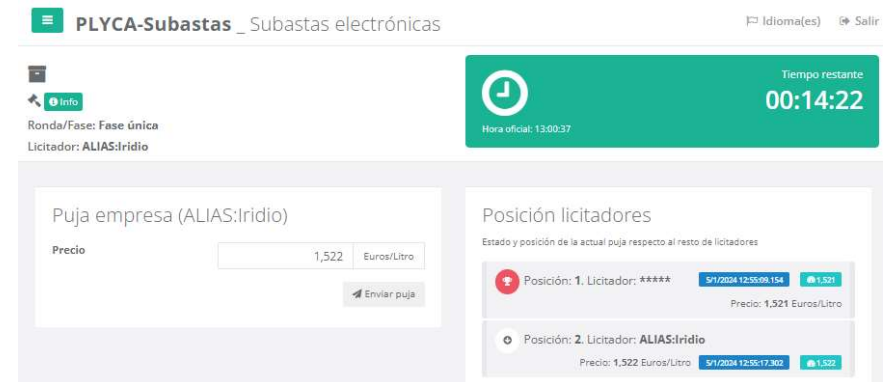 PLYCA-Subastas _ Subastas electrónicas
Idioma(es) Salir
Info
Ronda/Fase: Fase única
Licitador: ALIAS:Iridio
Tiempo restante
00:14:22
Hora oficial: 13:00:37
Puja empresa (ALIAS:Iridio)
Precio 1,522 Euros/Litro
Enviar puja
Posición licitadores
Estado y posición de la actual puja respecto al resto de licitadores
Posición: 1. Licitador: ***** 5/1/2024 12:55:09.154 1,521
Precio: 1,521 Euros/Litro
Posición: 2. Licitador: ALIAS:Iridio
Precio: 1,522 Euros/Litro 5/1/2024 12:55:17.302 1,522